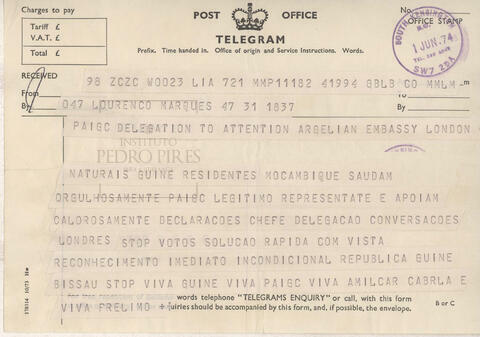 Charges to pay
Tariff £
V.A.T. £
Total £
RECEIVED
From
By
POST OFFICE
TELEGRAM
Prefix. Time handed in. Office of origin and Service Instructions. Words.
OFFICE STAMP
SOUTH KENSINGTON
B.O.
1 JUN. 74
SW7 2DA
98 ZCZC W0023 LIA 721 MMP11182 41994 GBLB CO MMLM
047 LOURENCO MARQUES 47 31 1837
By
PAIGC DELEGATION TO ATTENTION ARGELIAN EMBASSY LONDON
INSTITUTO
PEDRO PIRES
NATURAIS GUINE RESIDENTES MOCAMBIQUE SAUDAM
ORGULHOSAMENTE PAIGC LEGITIMO REPRESENTATE E APOIAM
CALOROSAMENTE DECLARACOES CHEFE DELEGACAO CONVERSACOES
LONDRES STOP VOTOS SOLUCAO RAPIDA COM VISTA
RECONHECIMENTO IMEDIATO INCONDICIONAL REPUBLICA GUINE
BISSAU STOP VIVA GUINE VIVA PAIGC VIVA AMILCAR CABRLA E
words telephone "TELEGRAMS ENQUIRY" or call, with this form
B or C
VIVA FRELIMO +
quiries should be accompanied by this form, and, if possible, the envelope.